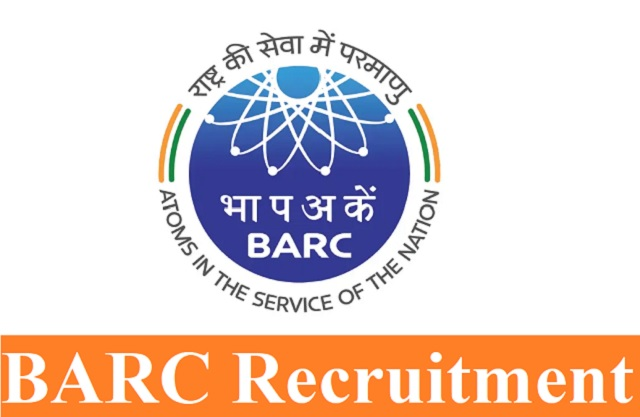 राष्ट्र की सेवा में परमाणु
भा प अ कें
BARC
ATOMS IN THE SERVICE OF THE NATION
BARC Recruitment